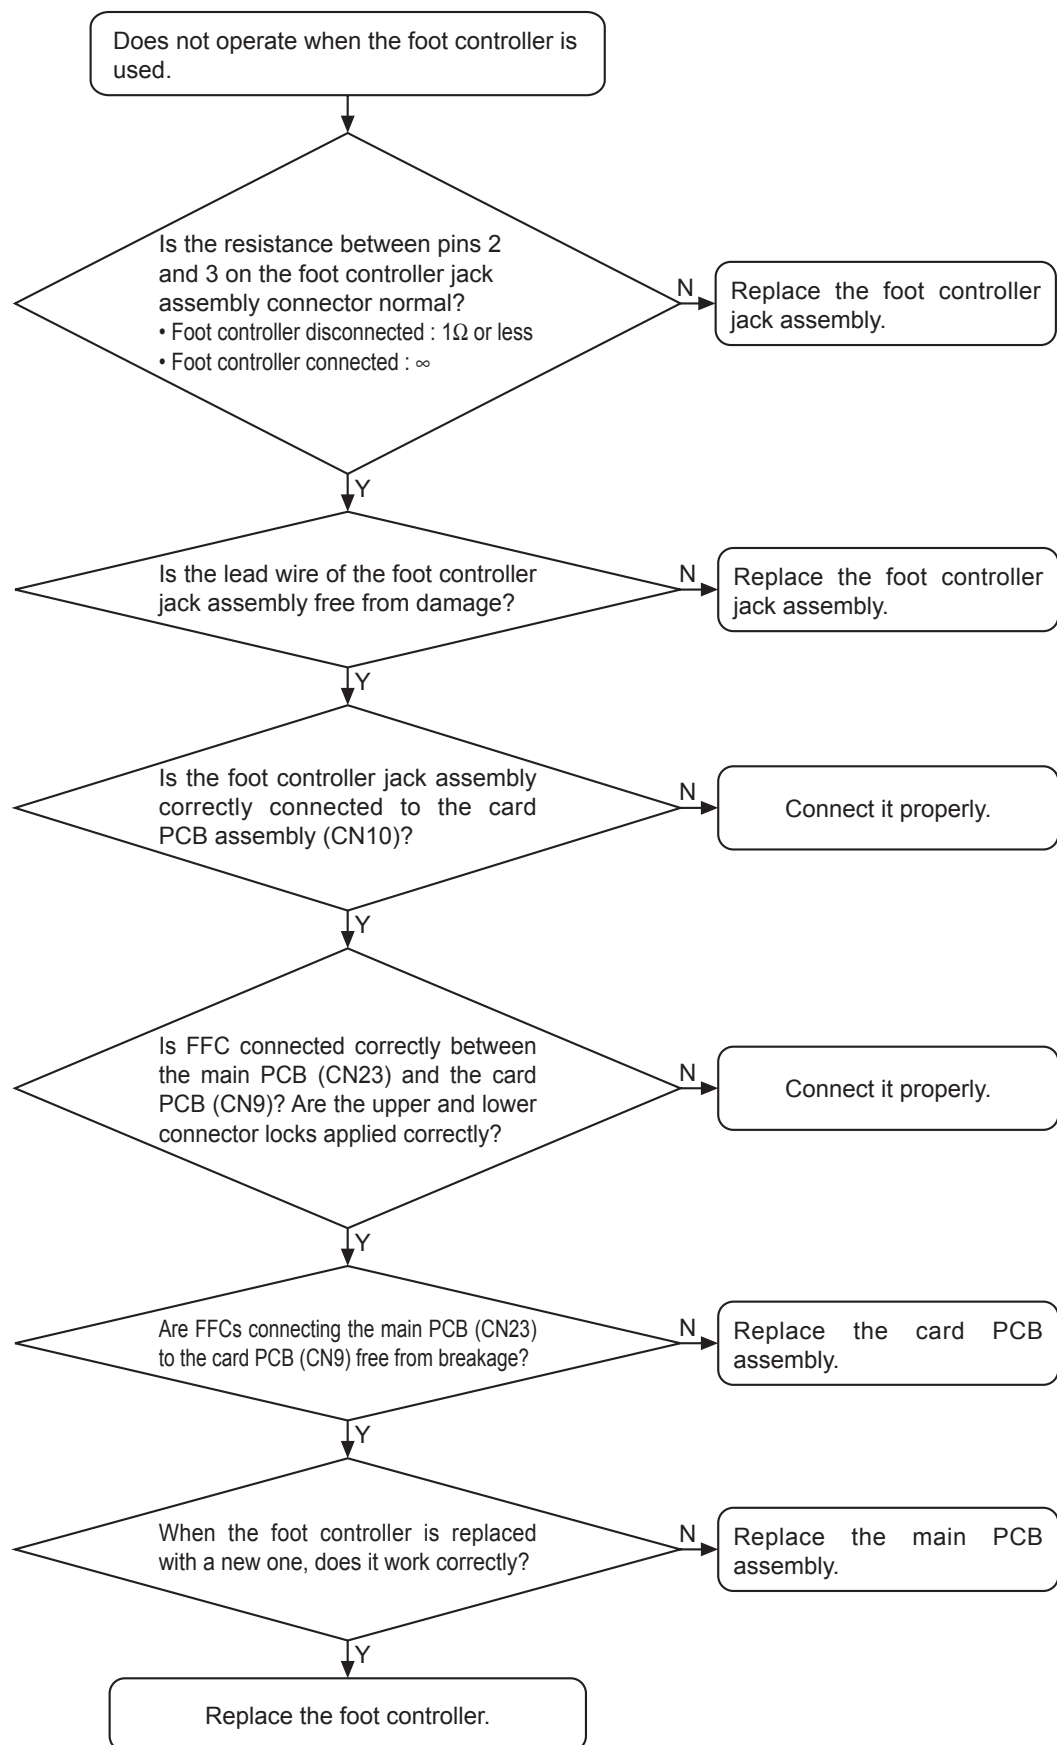 Does not operate when the foot controller is
used.
Is the resistance between pins 2
and 3 on the foot controller jack
assembly connector normal?
• Foot controller disconnected : 1Ω or less
• Foot controller connected : ∞
N
Replace the foot controller
jack assembly.
Y
Is the lead wire of the foot controller
jack assembly free from damage?
N
Replace the foot controller
jack assembly.
Y
Is the foot controller jack assembly
correctly connected to the card
PCB assembly (CN10)?
N
Connect it properly.
Y
Is FFC connected correctly between
the main PCB (CN23) and the card
PCB (CN9)? Are the upper and lower
connector locks applied correctly?
N
Connect it properly.
Y
Are FFCs connecting the main PCB (CN23)
to the card PCB (CN9) free from breakage?
N
Replace the card PCB
assembly.
Y
When the foot controller is replaced
with a new one, does it work correctly?
N
Replace the main PCB
assembly.
Y
Replace the foot controller.